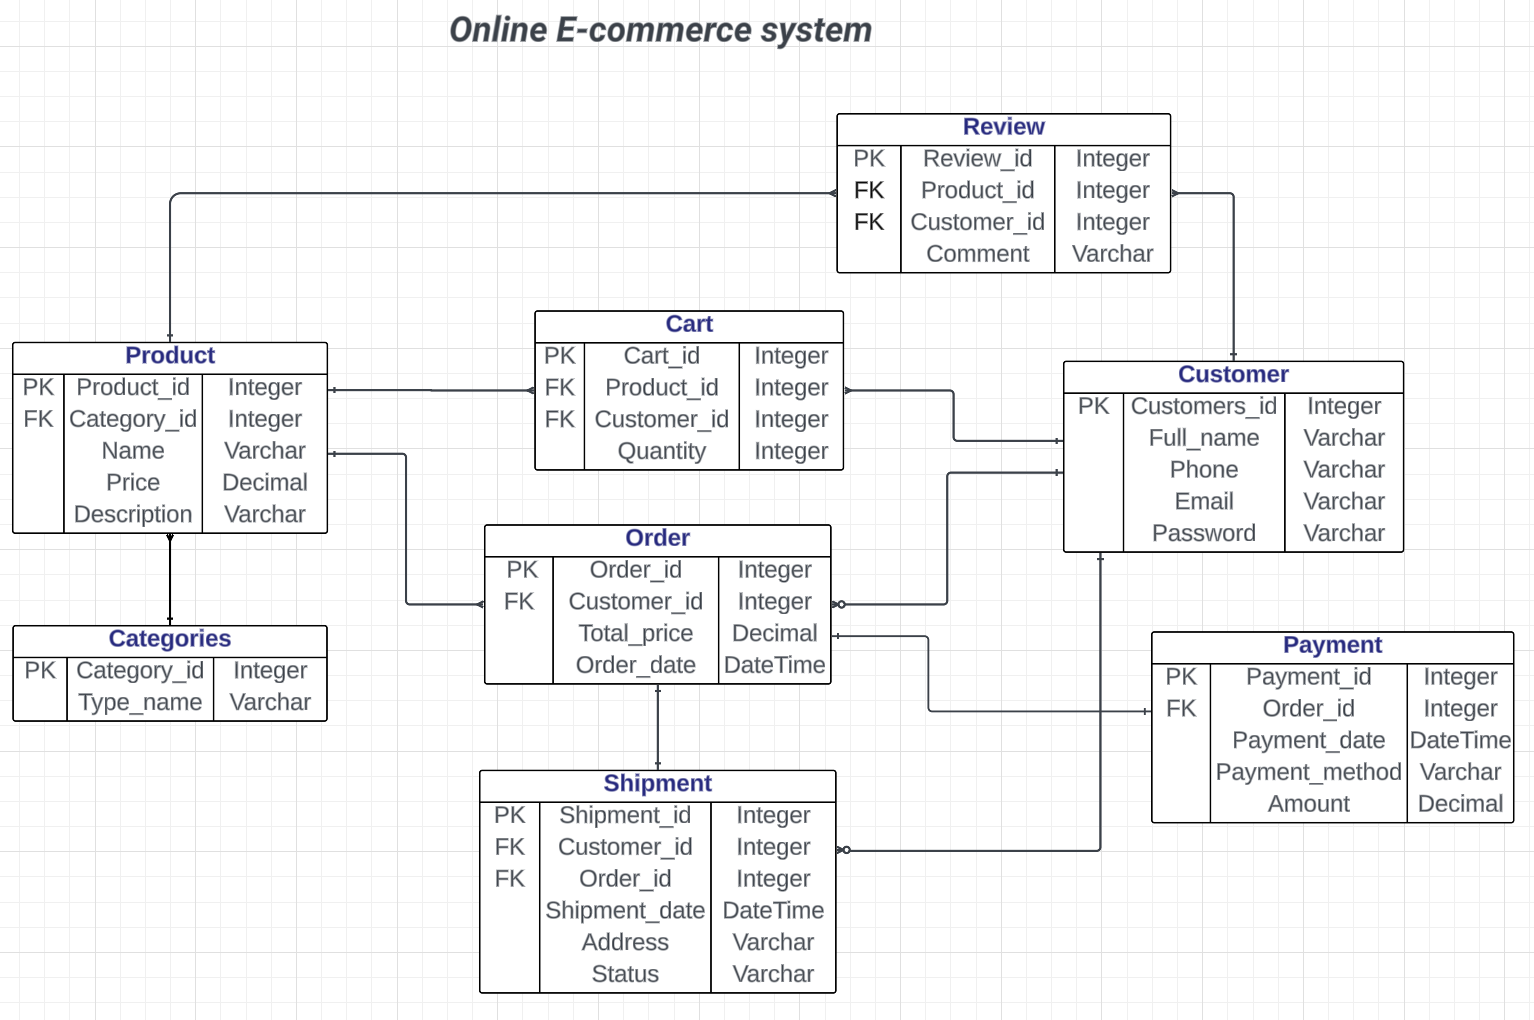 Online E-commerce system
Review
PK Review_id Integer
FK Product_id Integer
FK Customer_id Integer
Comment Varchar
Cart
PK Cart_id Integer
FK Product_id Integer
FK Customer_id Integer
Quantity Integer
Product
PK Product_id Integer
FK Category_id Integer
Name Varchar
Price Decimal
Description Varchar
Customer
PK Customers_id Integer
Full_name Varchar
Phone Varchar
Email Varchar
Password Varchar
Order
PK Order_id Integer
FK Customer_id Integer
Total_price Decimal
Order_date DateTime
Categories
PK Category_id Integer
Type_name Varchar
Payment
PK Payment_id Integer
FK Order_id Integer
Payment_date DateTime
Payment_method Varchar
Amount Decimal
Shipment
PK Shipment_id Integer
FK Customer_id Integer
FK Order_id Integer
Shipment_date DateTime
Address Varchar
Status Varchar